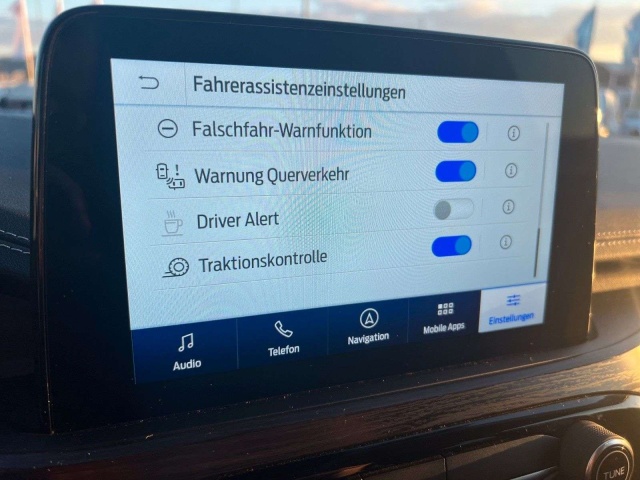 Fahrerassistenzeinstellungen
Falschfahr-Warnfunktion
Warnung Querverkehr
Driver Alert
Traktionskontrolle
Audio
Telefon
Navigation
Mobile Apps
Einstellungen
TUNE